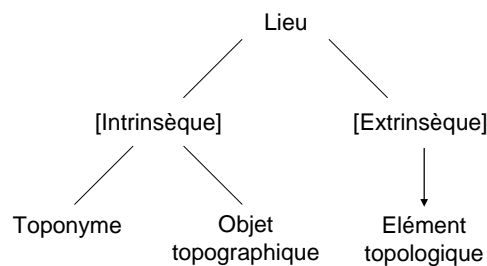 Lieu
[Intrinsèque]
[Extrinsèque]
Toponyme
Objet
topographique
Elément
topologique